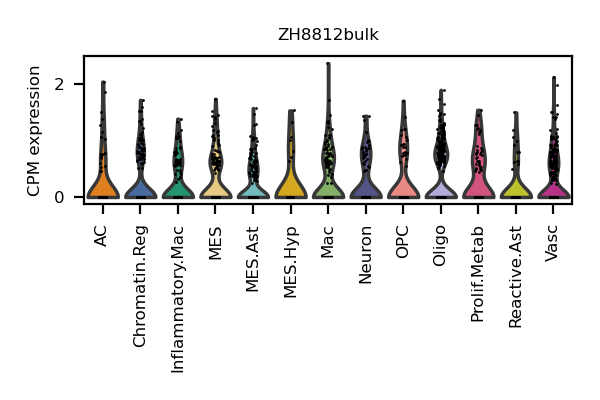 ZH8812bulk
CPM expression
2
0
AC
Chromatin.Reg
Inflammatory.Mac
MES
MES.Ast
MES.Hyp
Mac
Neuron
OPC
Oligo
Prolif.Metab
Reactive.Ast
Vasc